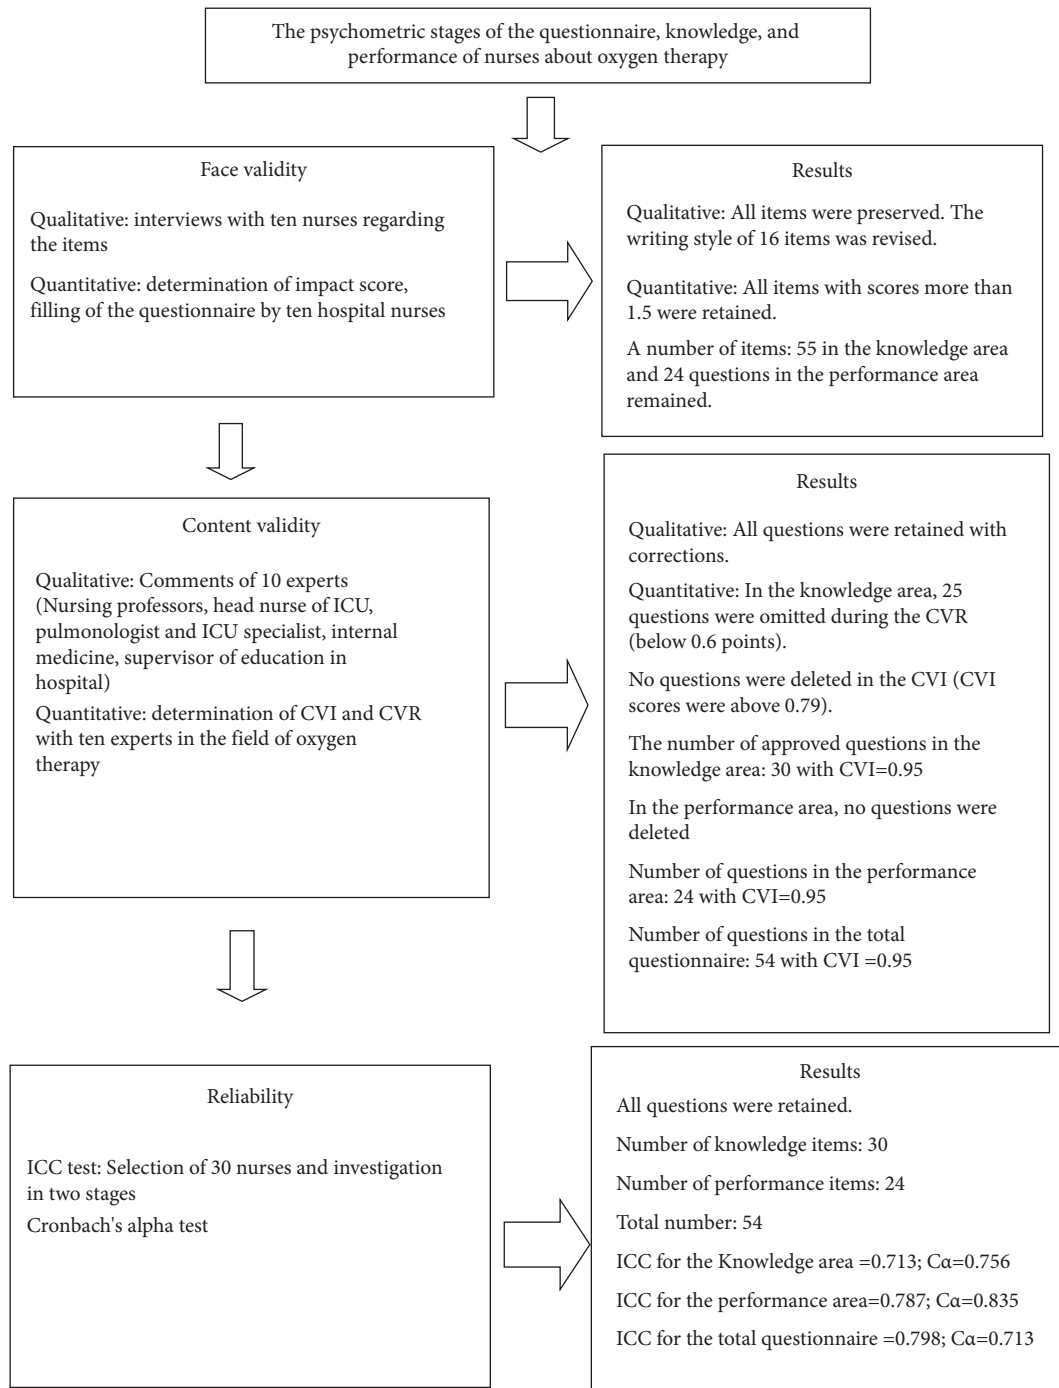 The psychometric stages of the questionnaire, knowledge, and
performance of nurses about oxygen therapy
Face validity
Qualitative: interviews with ten nurses regarding
the items
Quantitative: determination of impact score,
filling of the questionnaire by ten hospital nurses
Results
Qualitative: All items were preserved. The
writing style of 16 items was revised.
Quantitative: All items with scores more than
1.5 were retained.
A number of items: 55 in the knowledge area
and 24 questions in the performance area
remained.
Content validity
Qualitative: Comments of 10 experts
(Nursing professors, head nurse of ICU,
pulmonologist and ICU specialist, internal
medicine, supervisor of education in
hospital)
Quantitative: determination of CVI and CVR
with ten experts in the field of oxygen
therapy
Results
Qualitative: All questions were retained with
corrections.
Quantitative: In the knowledge area, 25
questions were omitted during the CVR
(below 0.6 points).
No questions were deleted in the CVI (CVI
scores were above 0.79).
The number of approved questions in the
knowledge area: 30 with CVI=0.95
In the performance area, no questions were
deleted
Number of questions in the performance
area: 24 with CVI=0.95
Number of questions in the total
questionnaire: 54 with CVI =0.95
Reliability
ICC test: Selection of 30 nurses and investigation
in two stages
Cronbach's alpha test
Results
All questions were retained.
Number of knowledge items: 30
Number of performance items: 24
Total number: 54
ICC for the Knowledge area =0.713; Cα=0.756
ICC for the performance area=0.787; Cα=0.835
ICC for the total questionnaire =0.798; Cα=0.713